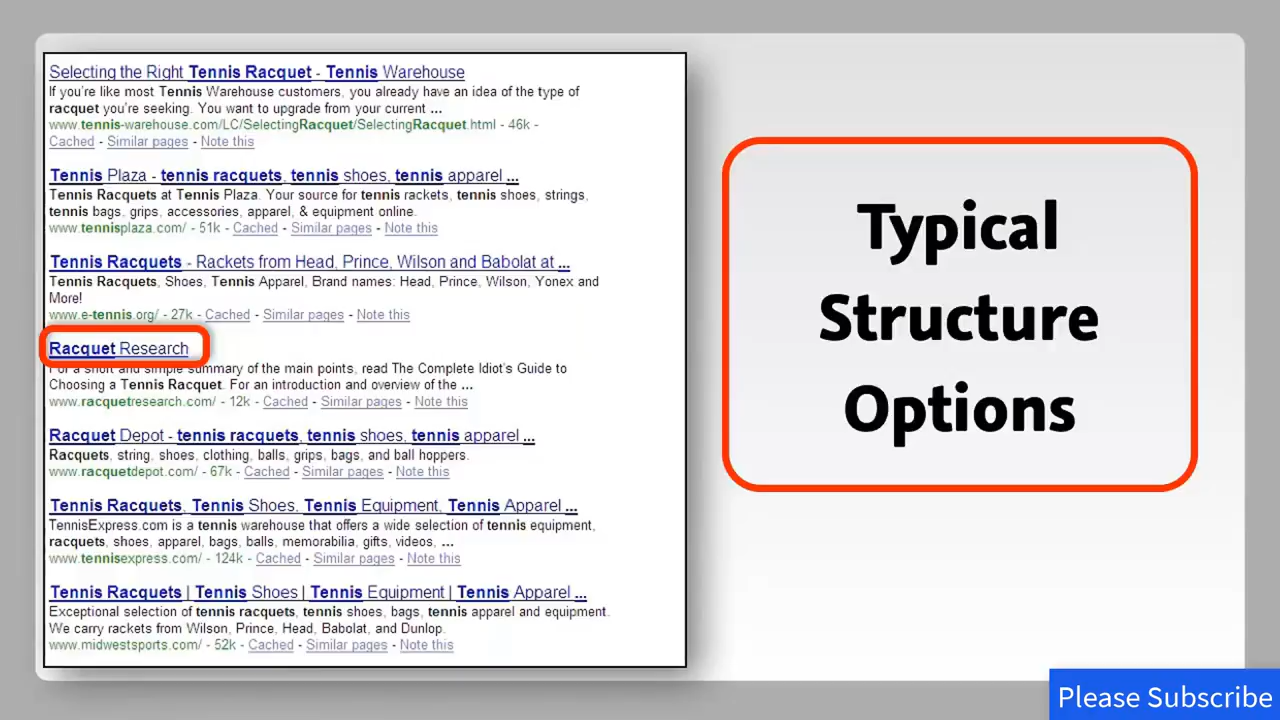 Selecting the Right Tennis Racquet - Tennis Warehouse
If you're like most Tennis Warehouse customers, you already have an idea of the type of
racquet you're seeking. You want to upgrade from your current ...
www.tennis-warehouse.com/LC/SelectingRacquet/SelectingRacquet.html - 46k -
Cached - Similar pages - Note this
Tennis Plaza - tennis racquets, tennis shoes, tennis apparel ...
Tennis Racquets at Tennis Plaza. Your source for tennis rackets, tennis shoes, strings,
tennis bags, grips, accessories, apparel, & equipment online.
www.tennisplaza.com/ - 51k - Cached - Similar pages - Note this
Tennis Racquets - Rackets from Head, Prince, Wilson and Babolat at ...
Tennis Racquets, Shoes, Tennis Apparel, Brand names: Head, Prince, Wilson, Yonex and
More!
www.e-tennis.org/ - 27k - Cached - Similar pages - Note this
Racquet Research
For a short and simple summary of the main points, read The Complete Idiot's Guide to
Choosing a Tennis Racquet. For an introduction and overview of the ...
www.racquetresearch.com/ - 12k - Cached - Similar pages - Note this
Racquet Depot - tennis racquets, tennis shoes, tennis apparel ...
Racquets, string, shoes, clothing, balls, grips, bags, and ball hoppers.
www.racquetdepot.com/ - 67k - Cached - Similar pages - Note this
Tennis Racquets, Tennis Shoes, Tennis Equipment, Tennis Apparel ...
TennisExpress.com is a tennis warehouse that offers a wide selection of tennis equipment,
racquets, shoes, apparel, bags, balls, memorabilia, gifts, videos, ...
www.tennisexpress.com/ - 124k - Cached - Similar pages - Note this
Tennis Racquets | Tennis Shoes | Tennis Equipment | Tennis Apparel ...
Exceptional selection of tennis racquets, tennis shoes, bags, tennis apparel and equipment.
We carry rackets from Wilson, Prince, Head, Babolat, and Dunlop.
www.midwestsports.com/ - 52k - Cached - Similar pages - Note this
Typical
Structure
Options
Please Subscribe